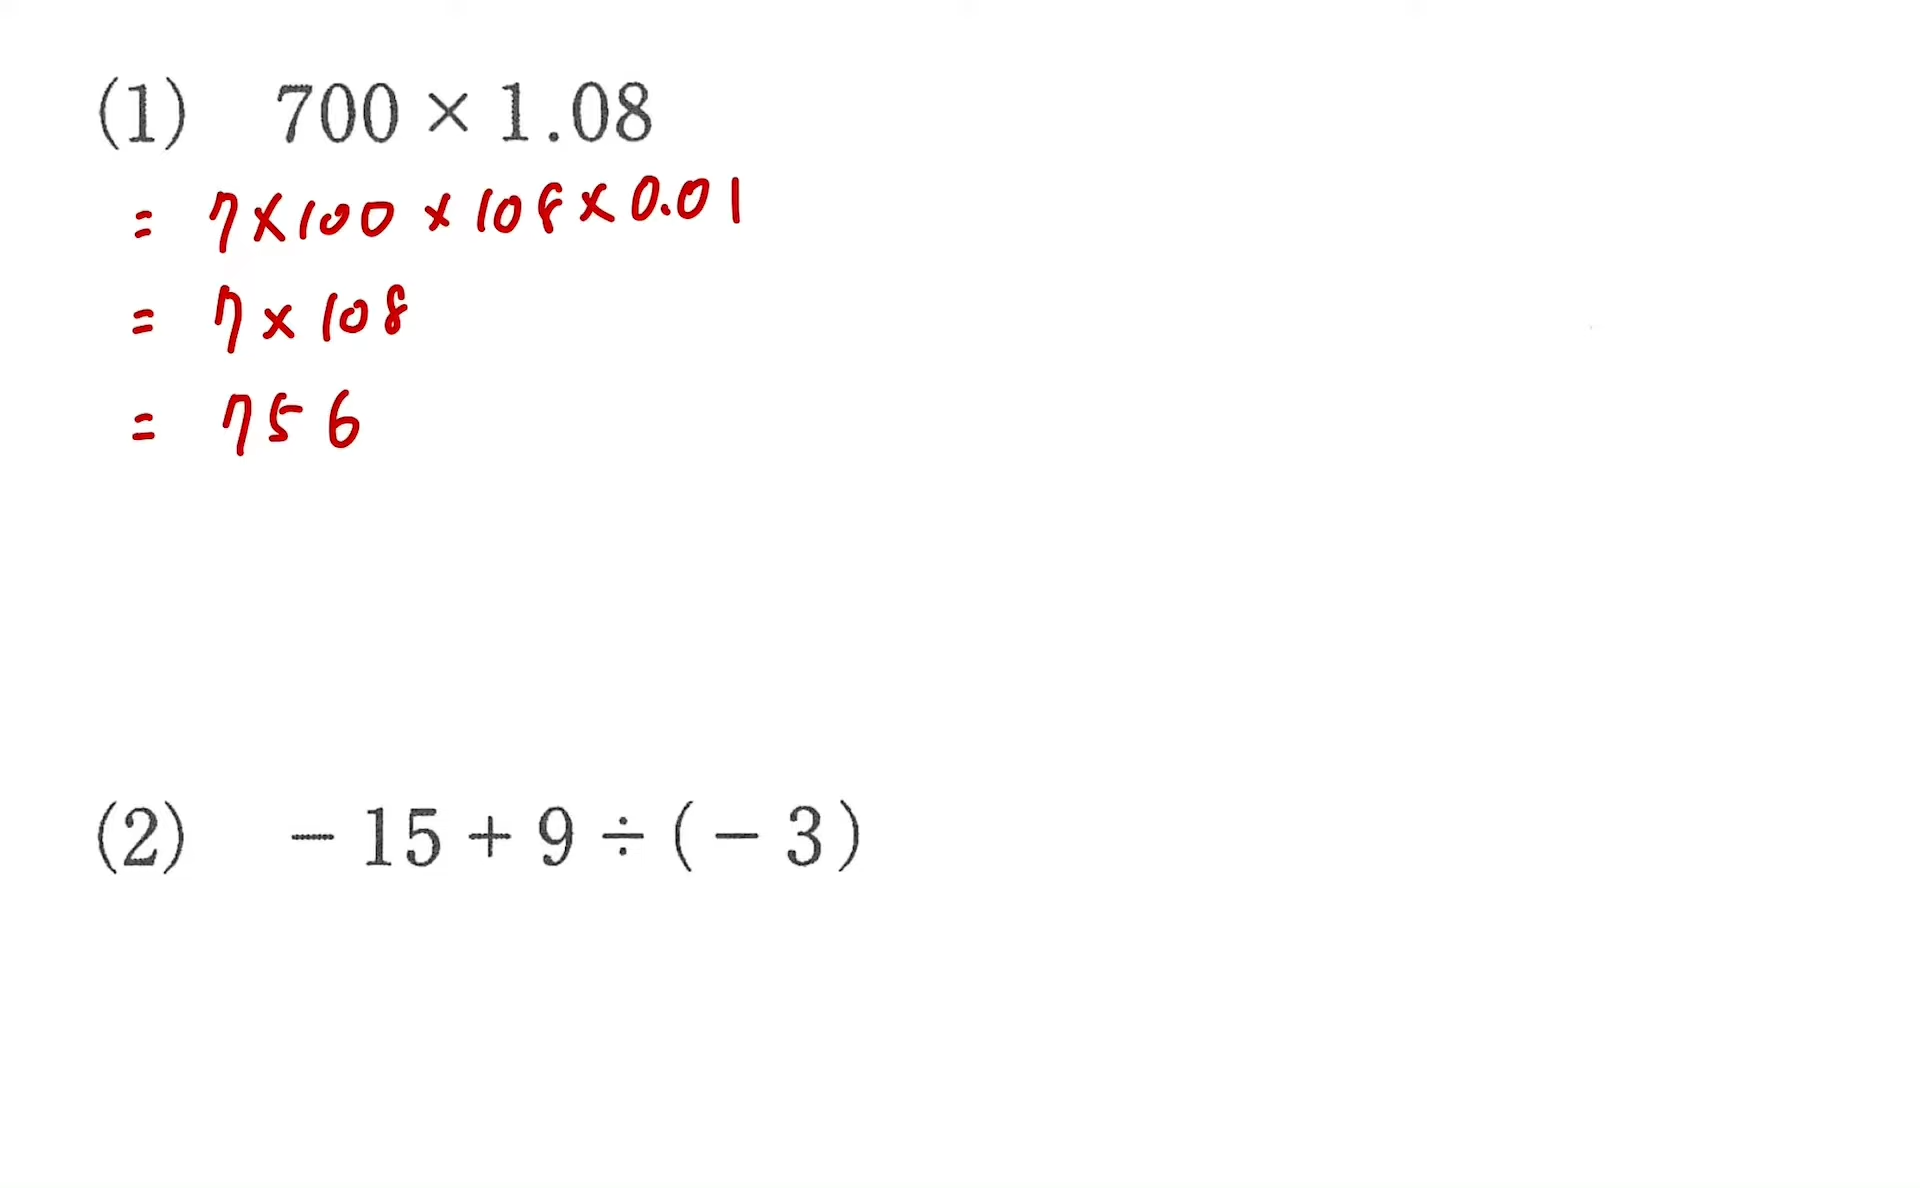 (1) 700 × 1.08
= 7 × 100 × 108 × 0.01
= 7 × 108
= 756
(2) − 15 + 9 ÷ (− 3)